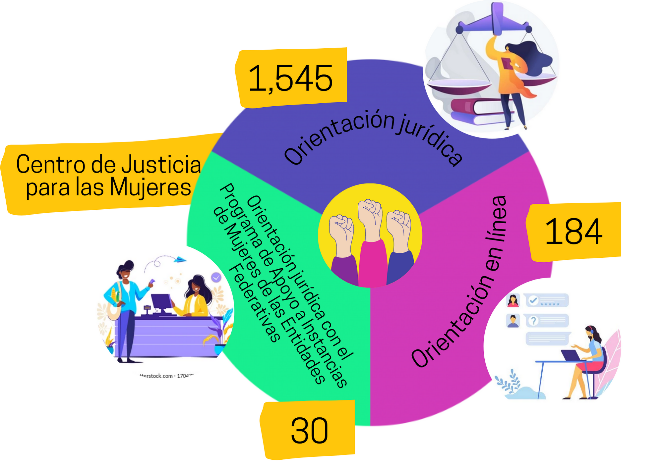 1,545
Orientación jurídica
Centro de Justicia
para las Mujeres
184
Orientación en línea
Orientación jurídica con el
Programa de Apoyo a Instancias
de Mujeres de las Entidades
Federativas
30